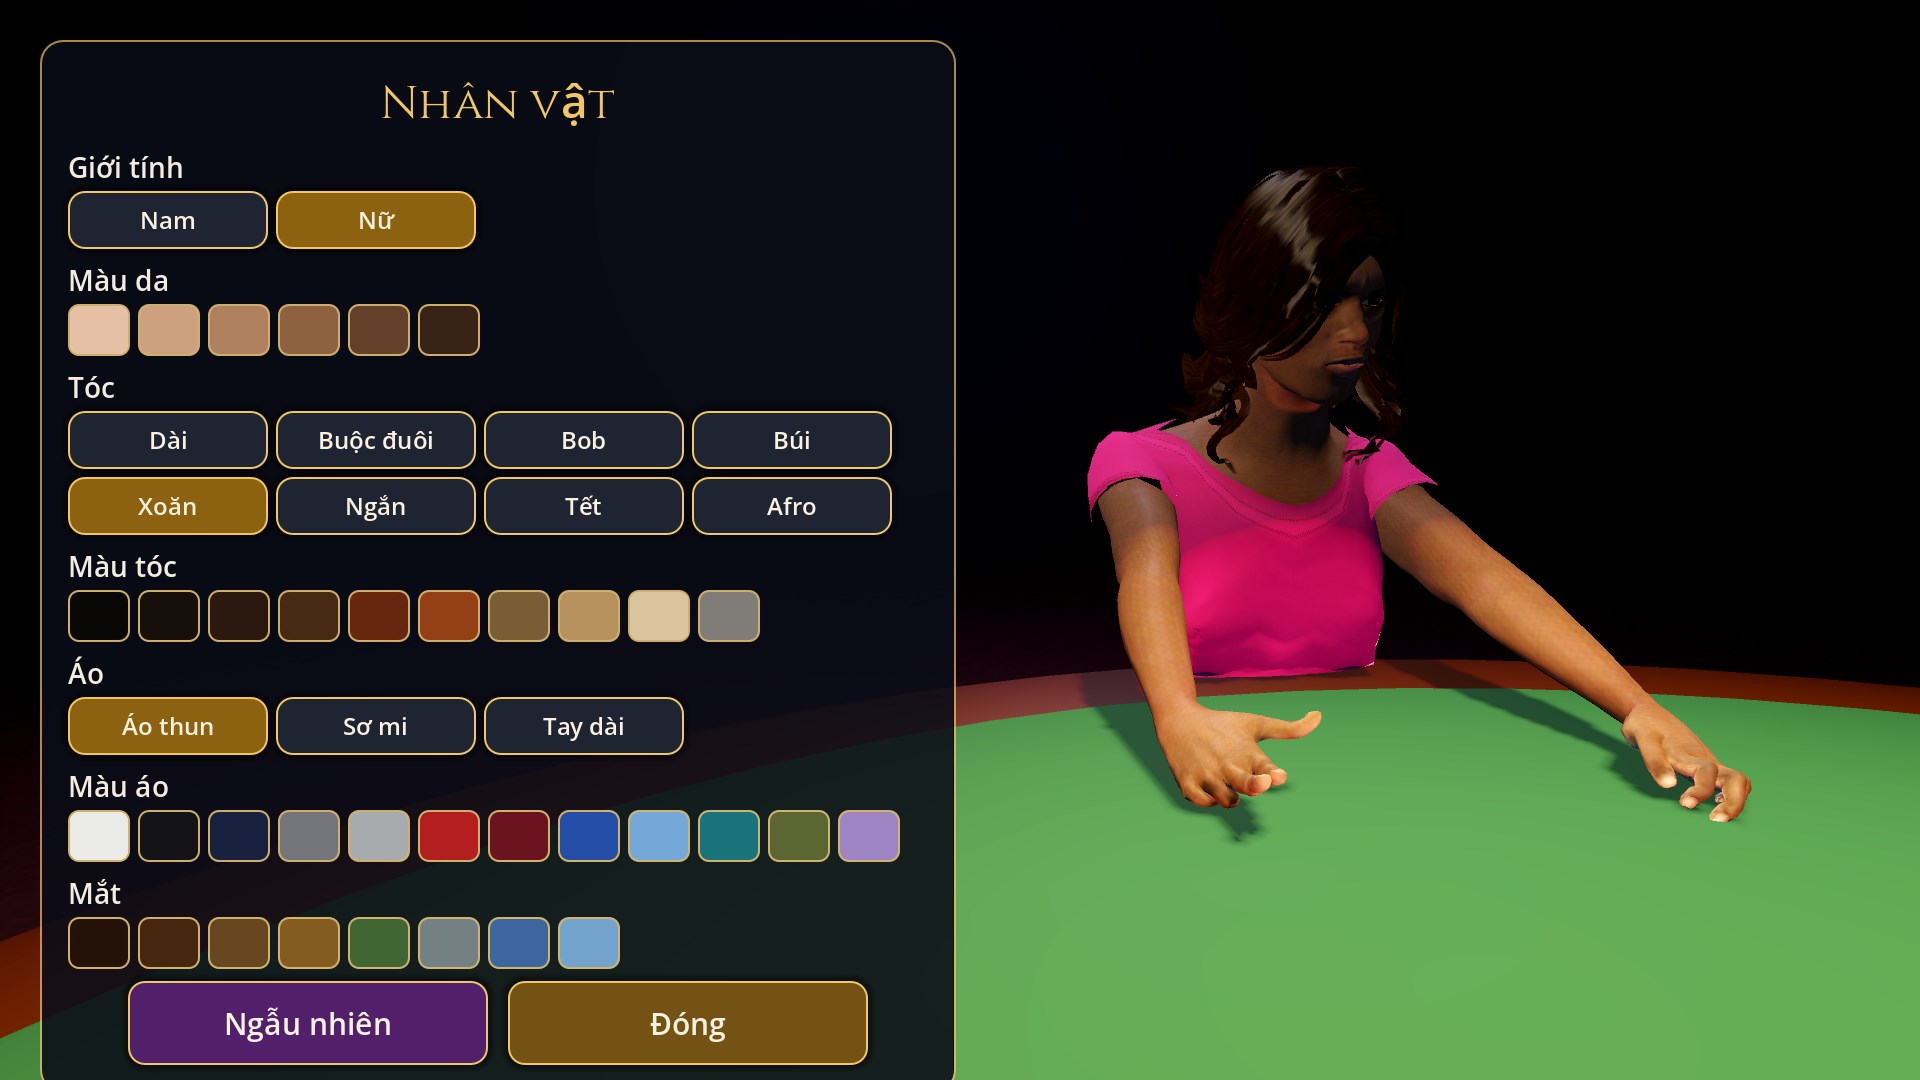 Nhân vật
Giới tính
Nam Nữ
Màu da
Tóc
Dài Buộc đuôi Bob Búi
Xoăn Ngắn Tết Afro
Màu tóc
Áo
Áo thun Sơ mi Tay dài
Màu áo
Mắt
Ngẫu nhiên Đóng